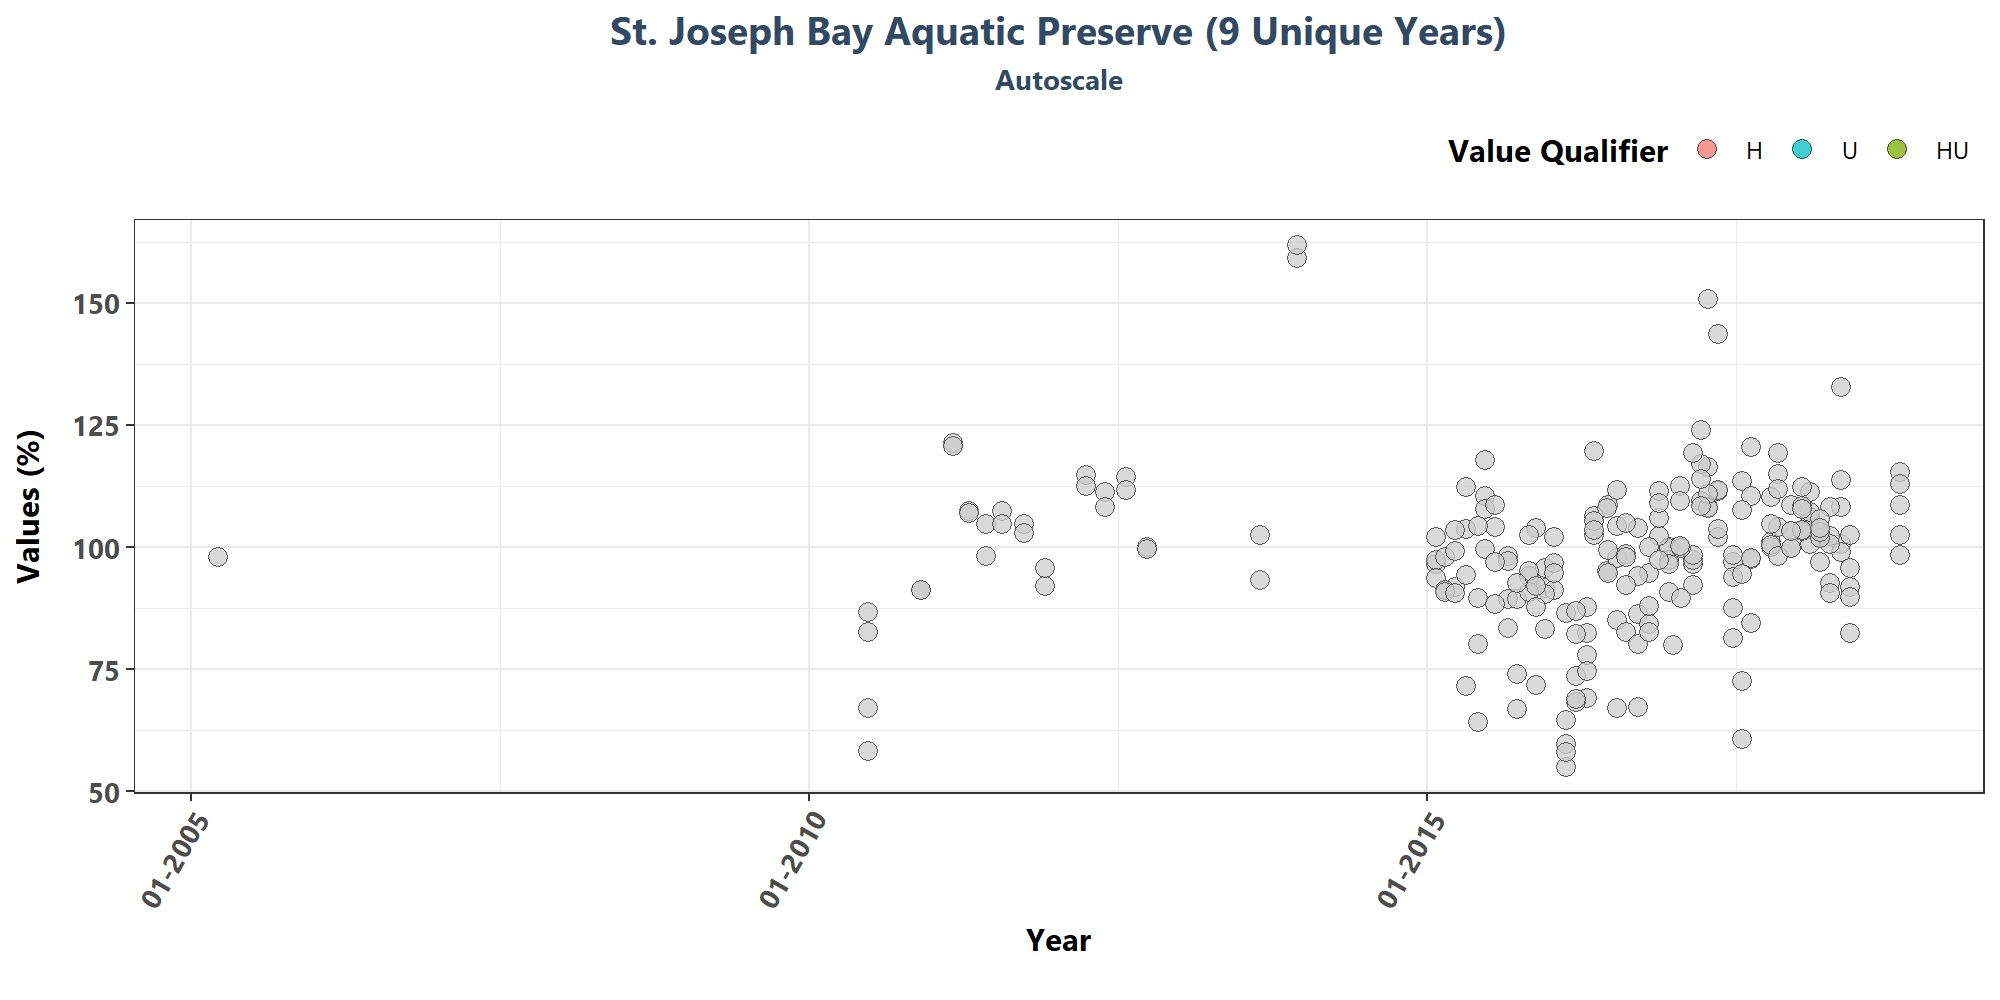 St. Joseph Bay Aquatic Preserve (9 Unique Years)
Autoscale
Value Qualifier H U HU
150
125
100
75
50
Values (%)
01-2005 01-2010 01-2015
Year